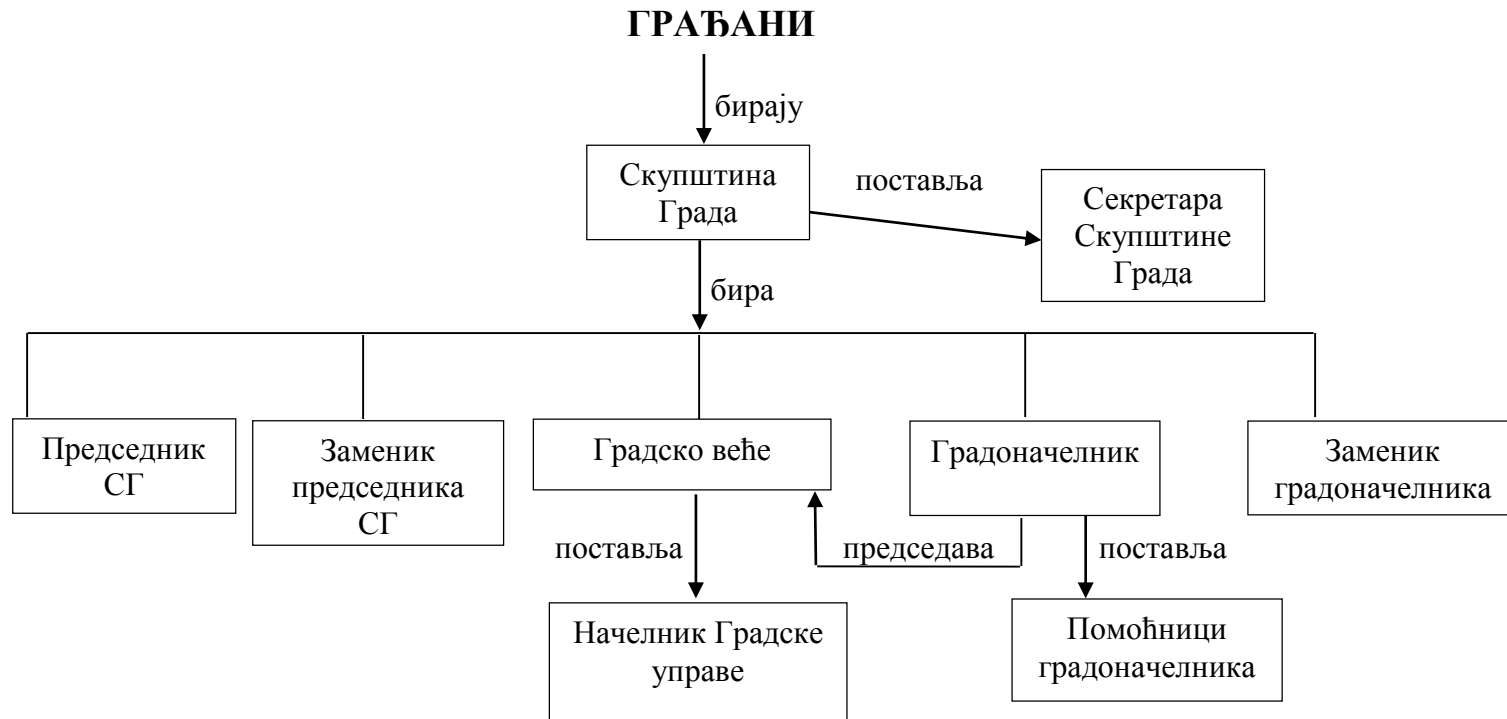 ГРАЂАНИ
бирају
Скупштина
Града
поставља
Секретара
Скупштине
Града
бира
Председник
СГ
Заменик
председника
СГ
Градско веће
Градоначелник
Заменик
градоначелника
поставља
председава
поставља
Начелник Градске
управе
Помоћници
градоначелника